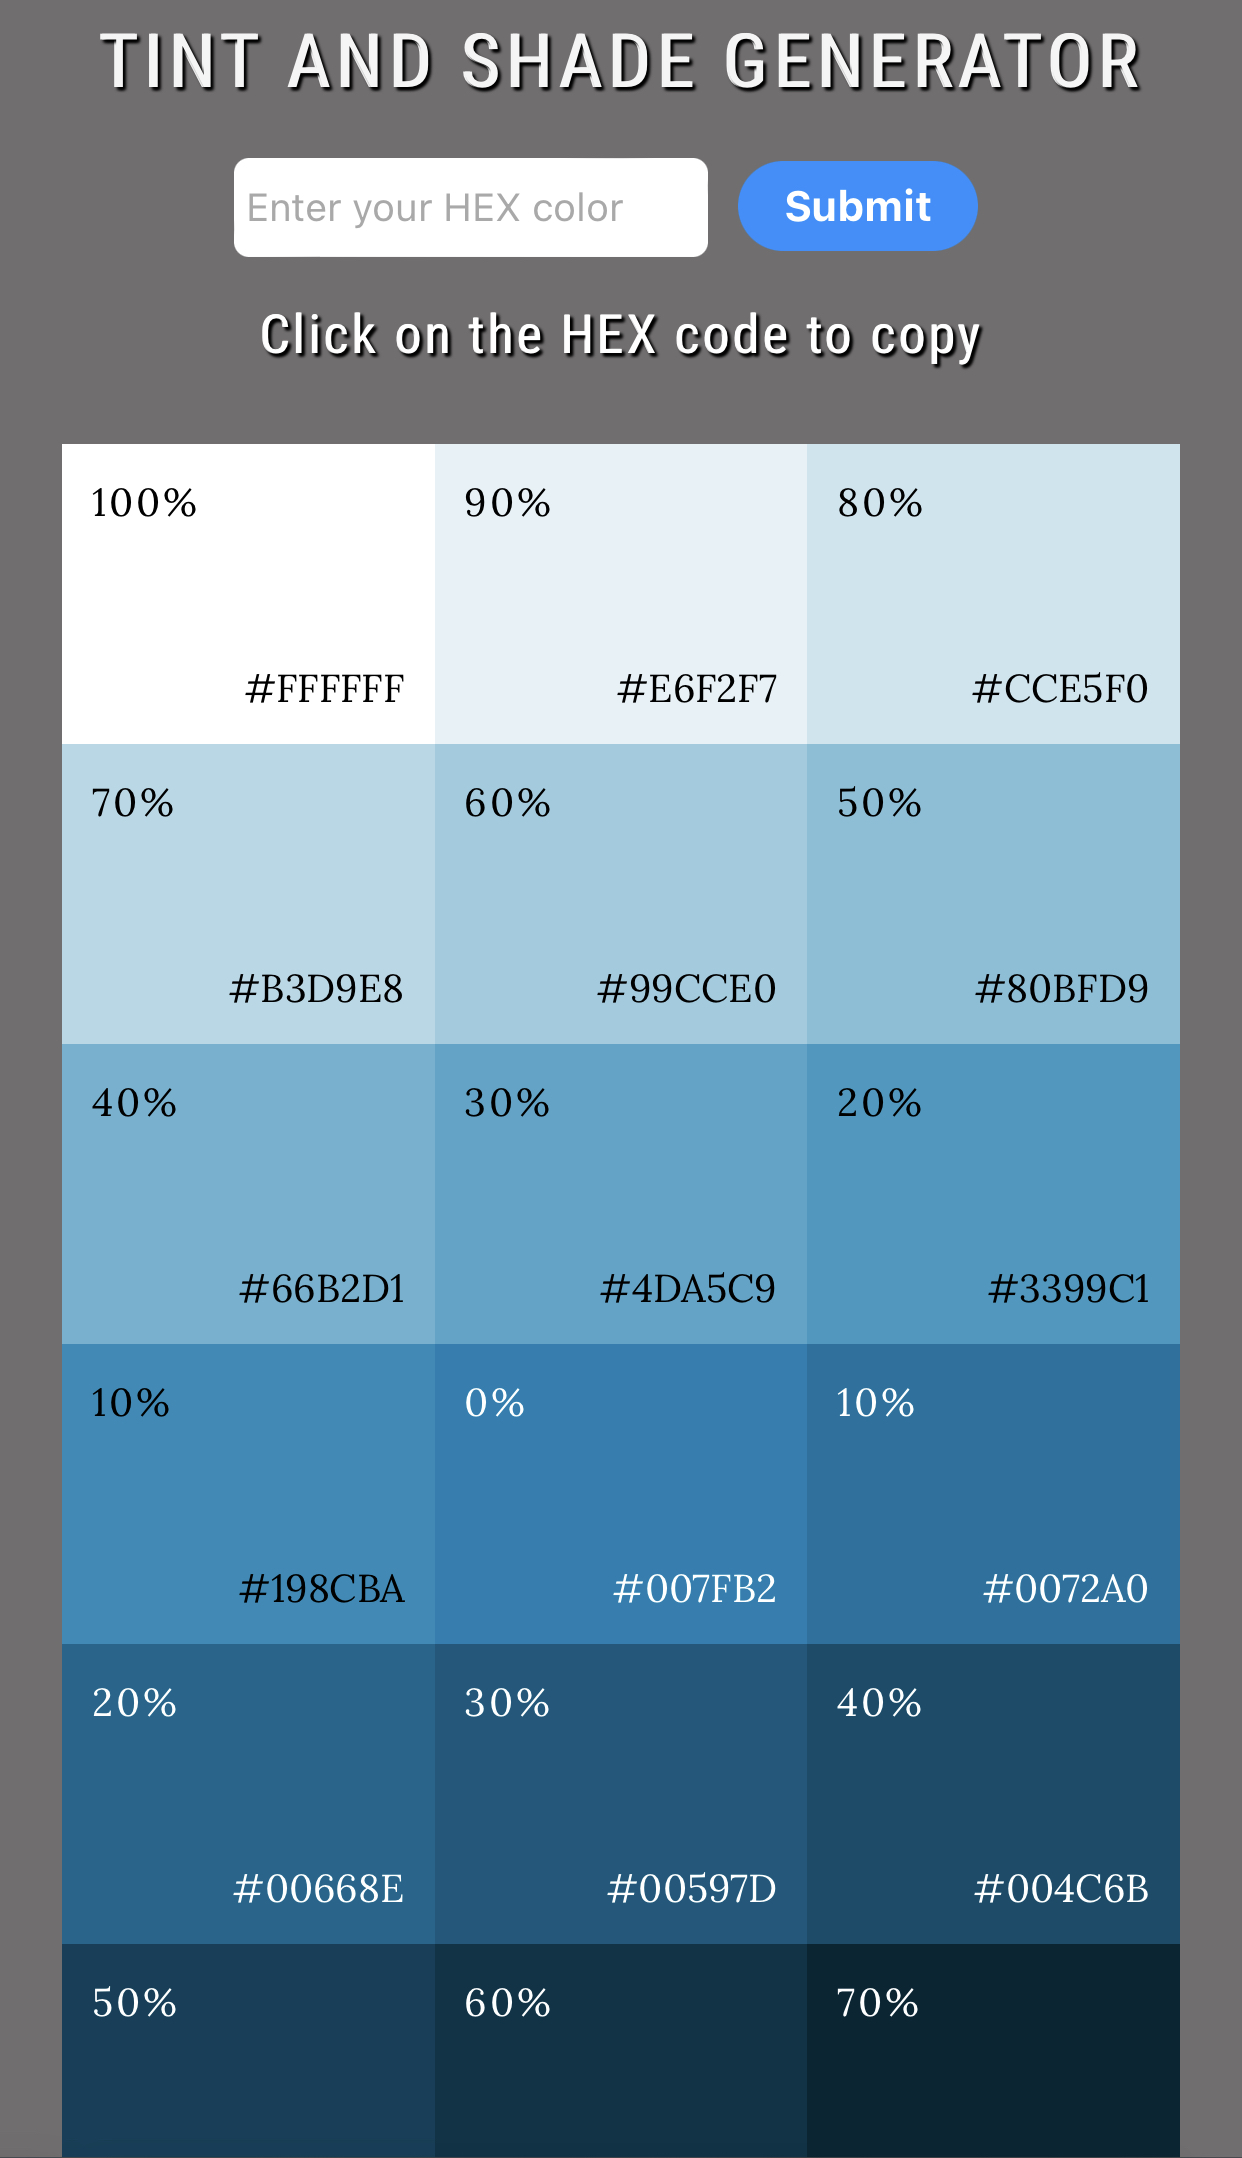 TINT AND SHADE GENERATOR
Enter your HEX color
Submit
Click on the HEX code to copy
100%
#FFFFFF
90%
#E6F2F7
80%
#CCE5F0
70%
#B3D9E8
60%
#99CCE0
50%
#80BFD9
40%
#66B2D1
30%
#4DA5C9
20%
#3399C1
10%
#198CBA
0%
#007FB2
10%
#0072A0
20%
#00668E
30%
#00597D
40%
#004C6B
50%
60%
70%